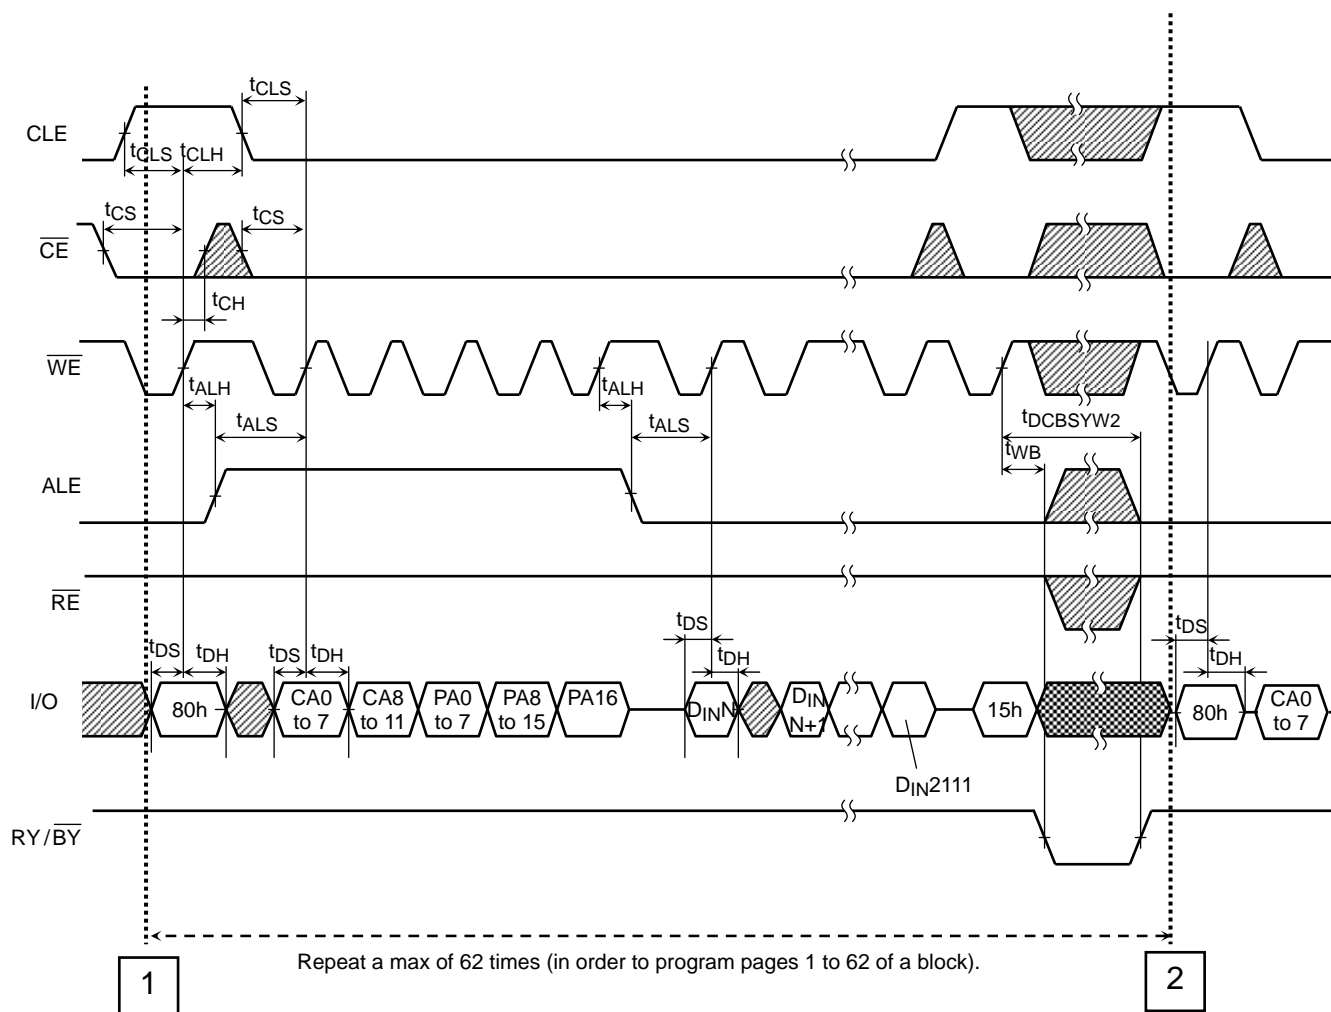 tCLS
CLE
tCLS tCLH
tCS tCS
CE
tCH
WE
tALH tALH
tALS tALS tDCBSYW2
tWB
ALE
RE
tDS tDH tDS tDH tDS tDH tDS tDH
I/O
80h
CA0 to 7
CA8 to 11
PA0 to 7
PA8 to 15
PA16
DINN
DIN N+1
15h
80h
CA0 to 7
DIN2111
RY/BY
Repeat a max of 62 times (in order to program pages 1 to 62 of a block).
1
2